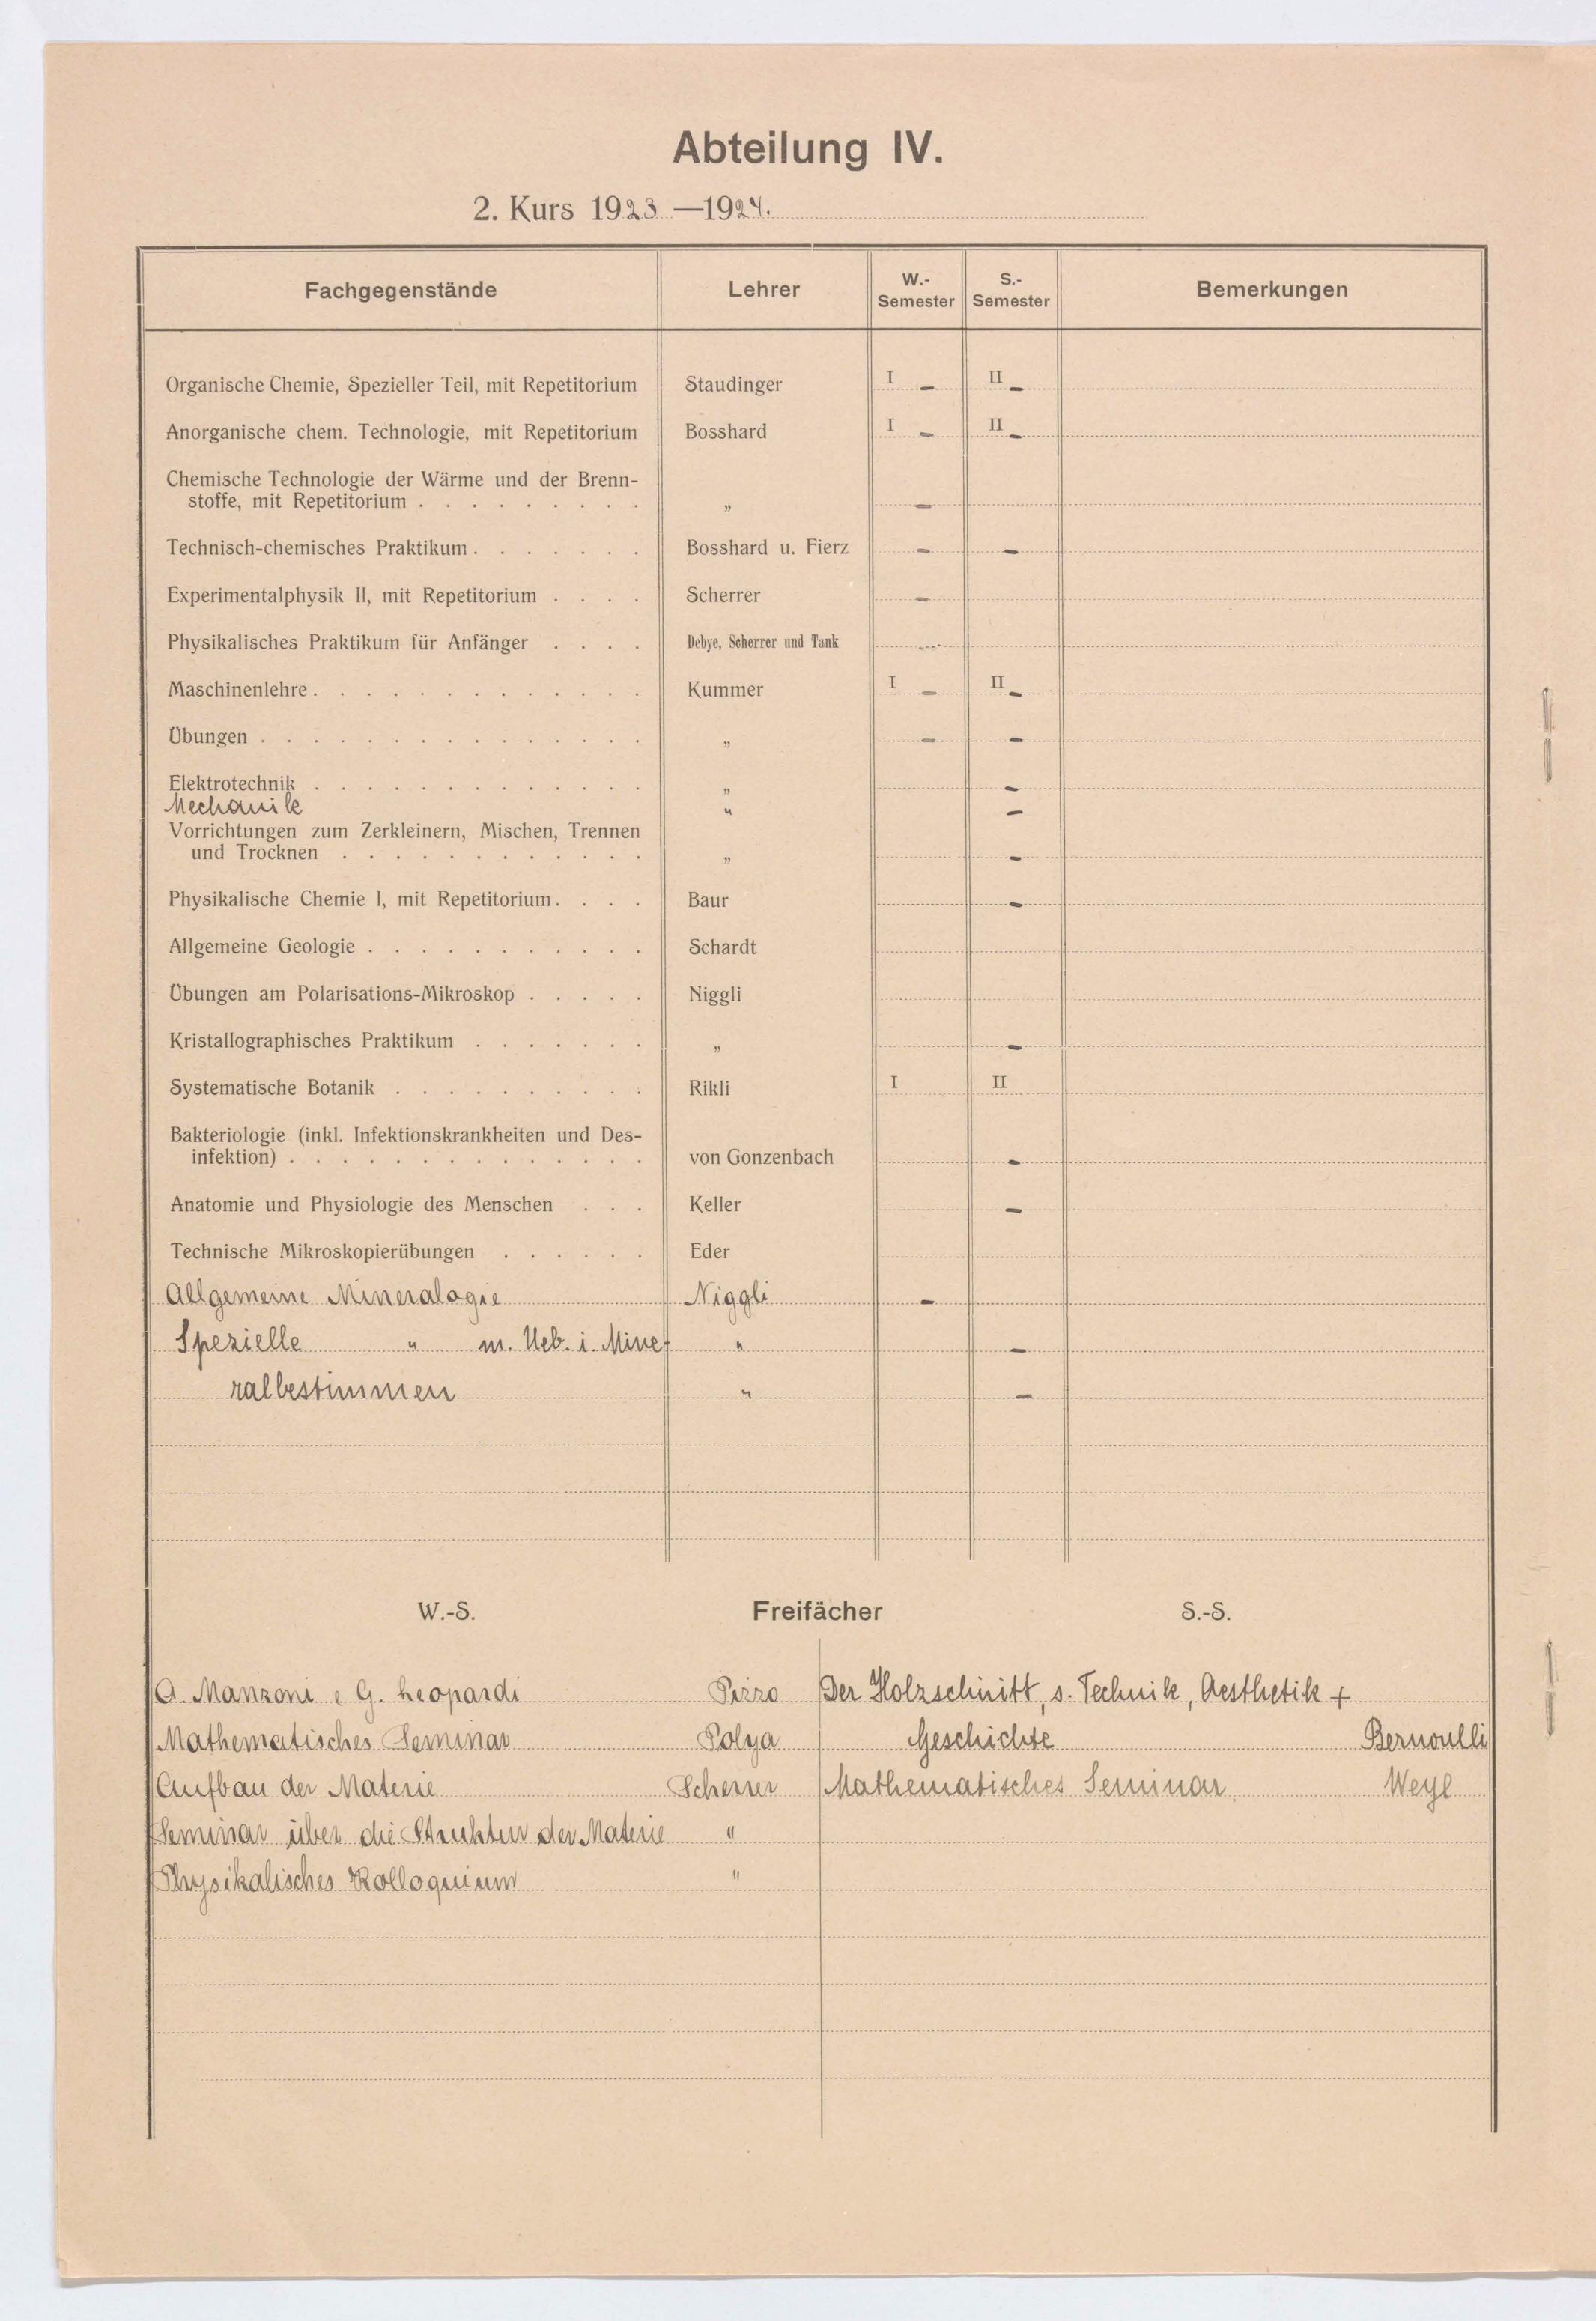 Abteilung IV.
2. Kurs 1923 —1924.
Fachgegenstände Lehrer W.-Semester S.-Semester Bemerkungen
Organische Chemie, Spezieller Teil, mit Repetitorium Staudinger I – II –
Anorganische chem. Technologie, mit Repetitorium Bosshard I – II –
Chemische Technologie der Wärme und der Brenn-
stoffe, mit Repetitorium . . . . . . . . . „ –
Technisch-chemisches Praktikum . . . . . . . Bosshard u. Fierz – –
Experimentalphysik II, mit Repetitorium . . . . Scherrer –
Physikalisches Praktikum für Anfänger . . . . Debye, Scherrer und Tank –
Maschinenlehre . . . . . . . . . . . . . Kummer I – II –
Übungen . . . . . . . . . . . . . . . „ – –
Elektrotechnik . . . . . . . . . . . . . „ –
Mechanik „ –
Vorrichtungen zum Zerkleinern, Mischen, Trennen
und Trocknen . . . . . . . . . . . . „ –
Physikalische Chemie I, mit Repetitorium . . . . Baur –
Allgemeine Geologie . . . . . . . . . . . Schardt
Übungen am Polarisations-Mikroskop . . . . . Niggli
Kristallographisches Praktikum . . . . . . . „ –
Systematische Botanik . . . . . . . . . . Rikli I II
Bakteriologie (inkl. Infektionskrankheiten und Des-
infektion) . . . . . . . . . . . . . . von Gonzenbach –
Anatomie und Physiologie des Menschen . . . Keller –
Technische Mikroskopierübungen . . . . . . Eder
Allgemeine Mineralogie Niggli –
Spezielle „ m. Ueb. i. Mine- „ –
ralbestimmen „ –
W.-S. Freifächer S.-S.
A. Manzoni e G. Leopardi Pizzo Der Holzschnitt, s. Technik, Aesthetik +
Mathematisches Seminar Polya Geschichte Bernoulli
Aufbau der Materie Scherrer Mathematisches Seminar Weyl
Seminar über die Struktur der Materie "
Physikalisches Kolloquium "